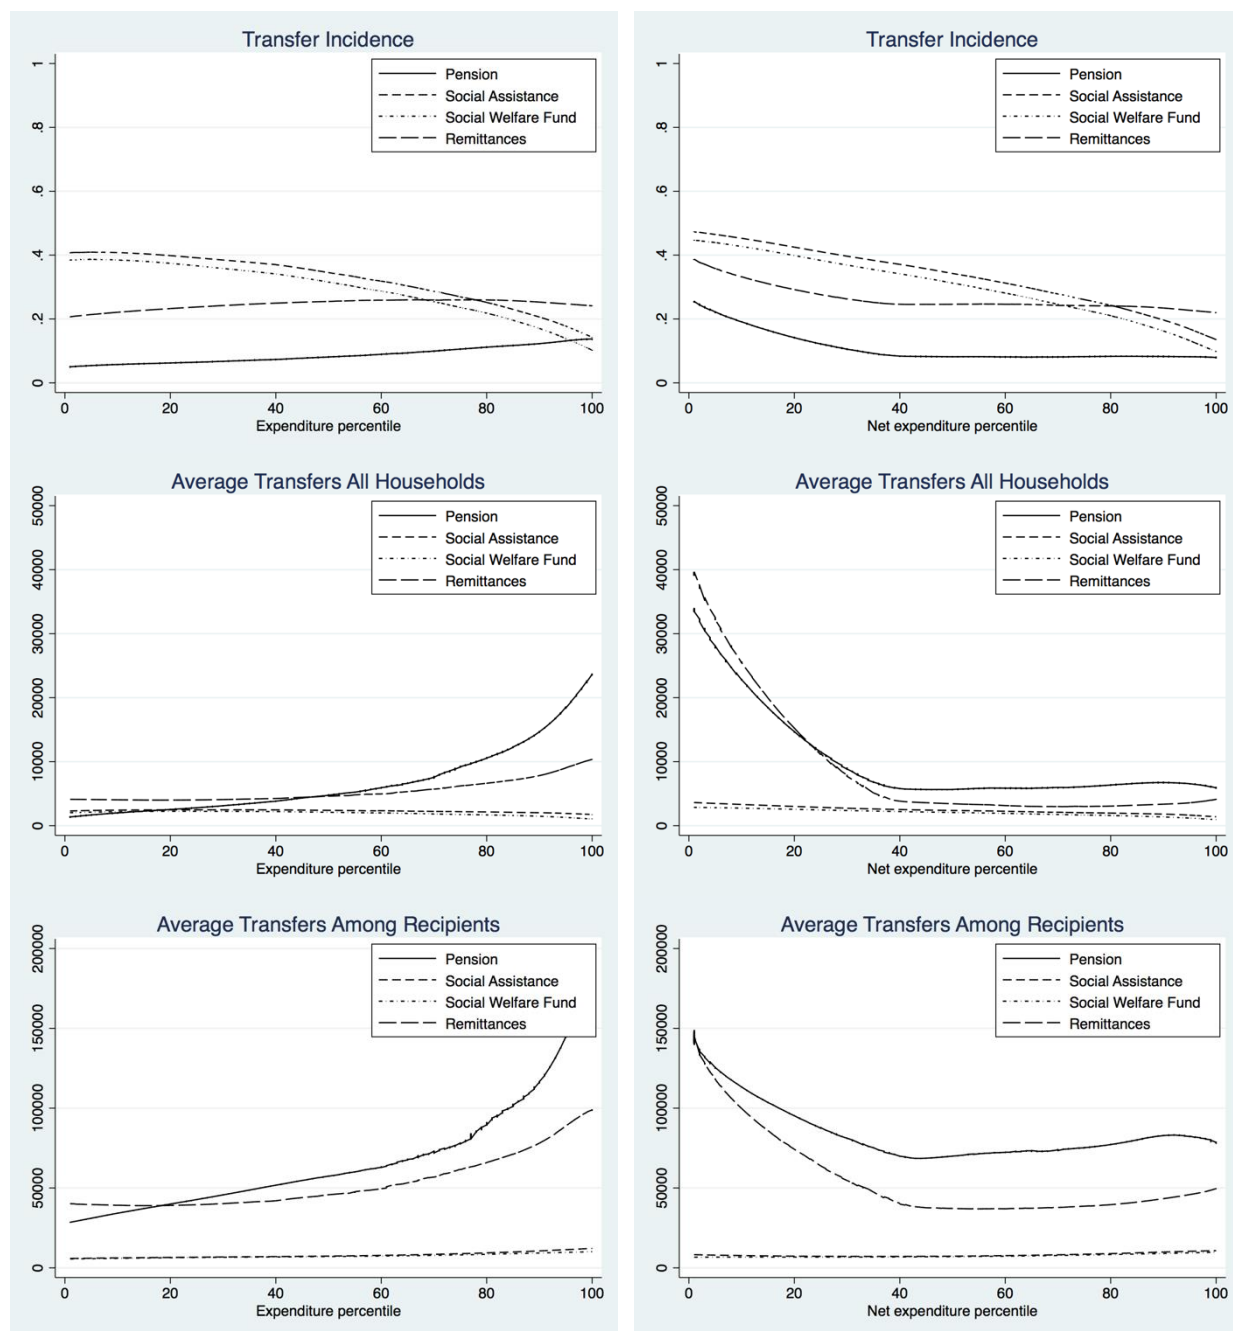 Transfer Incidence
1
.8
.6
.4
.2
0
Pension
Social Assistance
Social Welfare Fund
Remittances
0 20 40 60 80 100
Expenditure percentile
Transfer Incidence
1
.8
.6
.4
.2
0
Pension
Social Assistance
Social Welfare Fund
Remittances
0 20 40 60 80 100
Net expenditure percentile
Average Transfers All Households
50000
40000
30000
20000
10000
0
Pension
Social Assistance
Social Welfare Fund
Remittances
0 20 40 60 80 100
Expenditure percentile
Average Transfers All Households
50000
40000
30000
20000
10000
0
Pension
Social Assistance
Social Welfare Fund
Remittances
0 20 40 60 80 100
Net expenditure percentile
Average Transfers Among Recipients
200000
150000
100000
50000
0
Pension
Social Assistance
Social Welfare Fund
Remittances
0 20 40 60 80 100
Expenditure percentile
Average Transfers Among Recipients
200000
150000
100000
50000
0
Pension
Social Assistance
Social Welfare Fund
Remittances
0 20 40 60 80 100
Net expenditure percentile